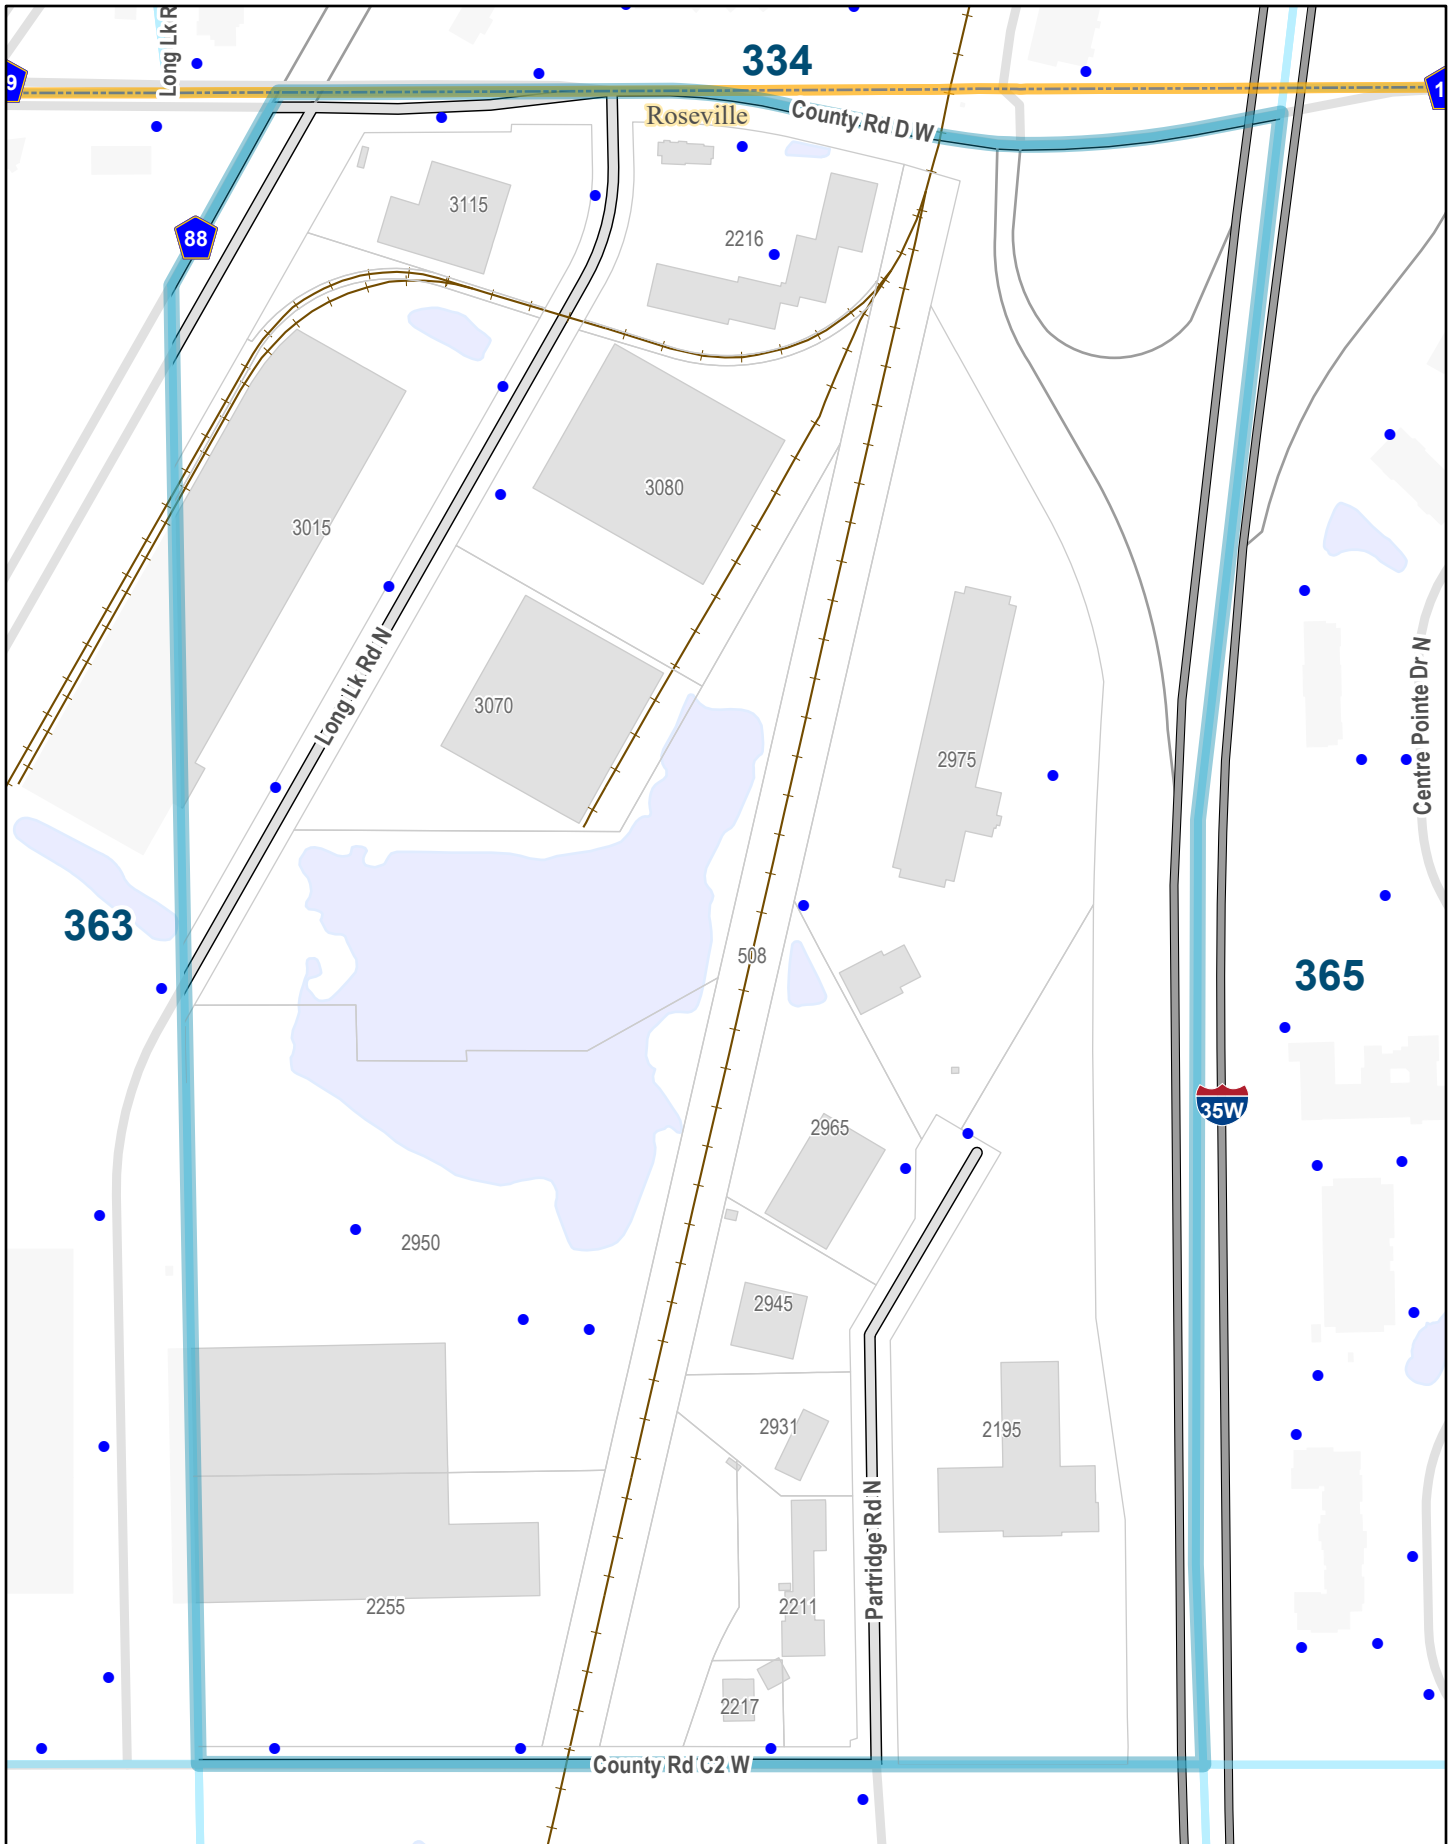 Long Lk R
334
9
1
Roseville
County Rd D W
88
3115
2216
3015
3080
Long Lk Rd N
3070
2975
Centre Pointe Dr N
363
508
365
35W
2965
2950
2945
2931
2195
Partridge Rd N
2255
2211
2217
County Rd C2 W